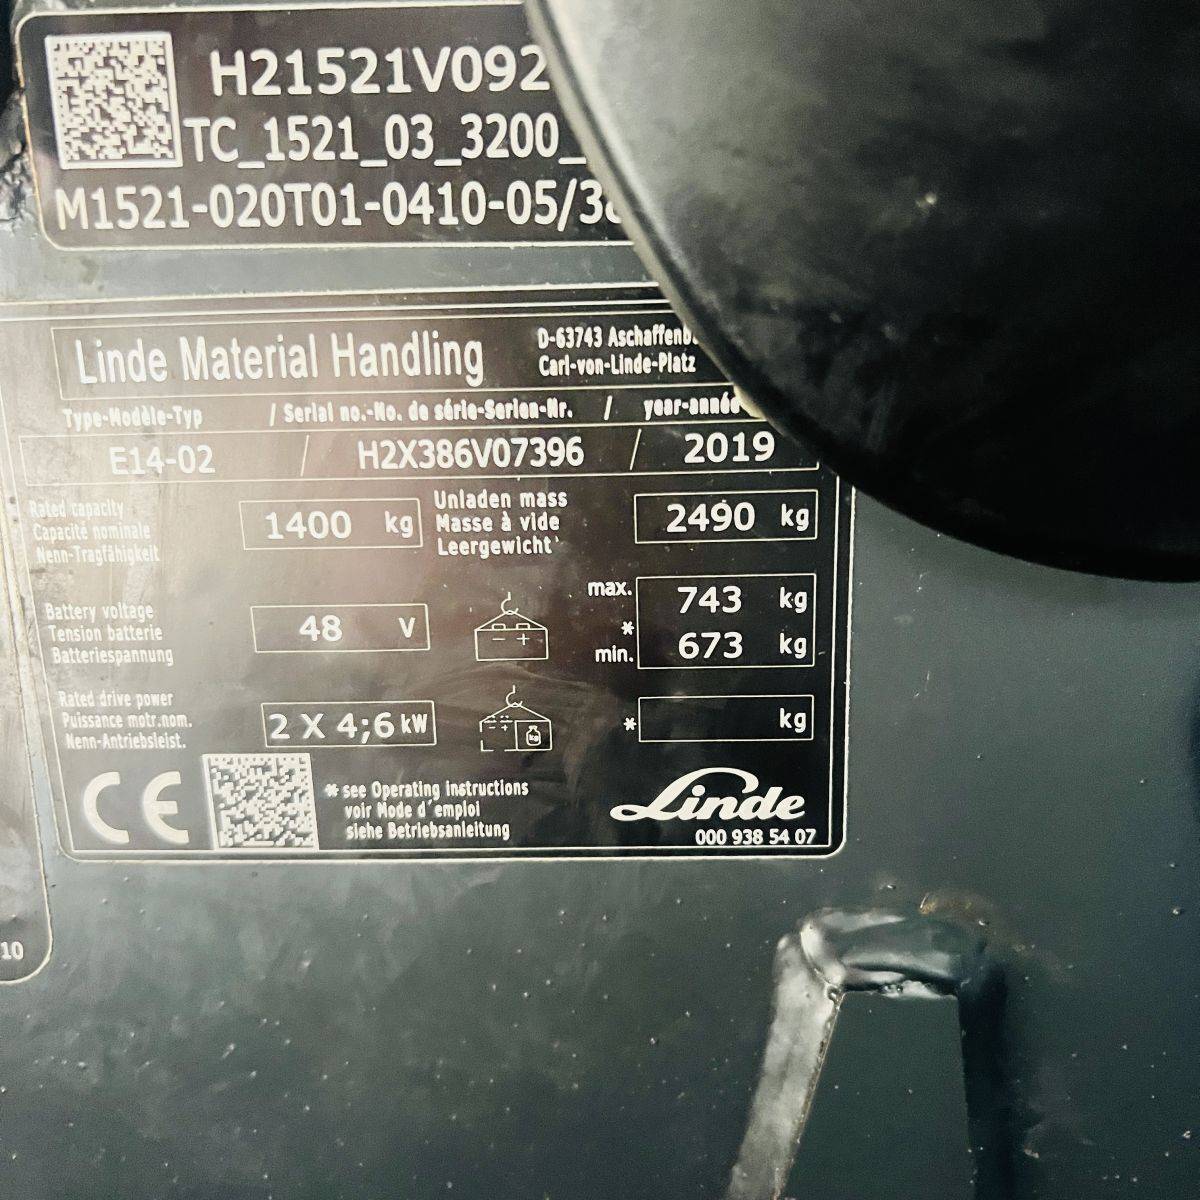 H21521V092
TC_1521_03_3200_
M1521-020T01-0410-05/3
Linde Material Handling
D-63743 Aschaffenb
Carl-von-Linde-Platz
Type-Modèle-Typ / Serial no.-No. de série-Serien-Nr. / year-année
E14-02 / H2X386V07396 / 2019
Rated capacity
Capacité nominale
Nenn-Tragfähigkeit
1400 kg
Unladen mass
Masse à vide
Leergewicht
2490 kg
Battery voltage
Tension batterie
Batteriespannung
48 V
- +
max. 743 kg
*
min. 673 kg
Rated drive power
Puissance motr.nom.
Nenn-Antriebsleist.
2 X 4;6 kW
- +
kg
* kg
CE
* see Operating instructions
voir Mode d'emploi
siehe Betriebsanleitung
Linde
000 938 54 07
10